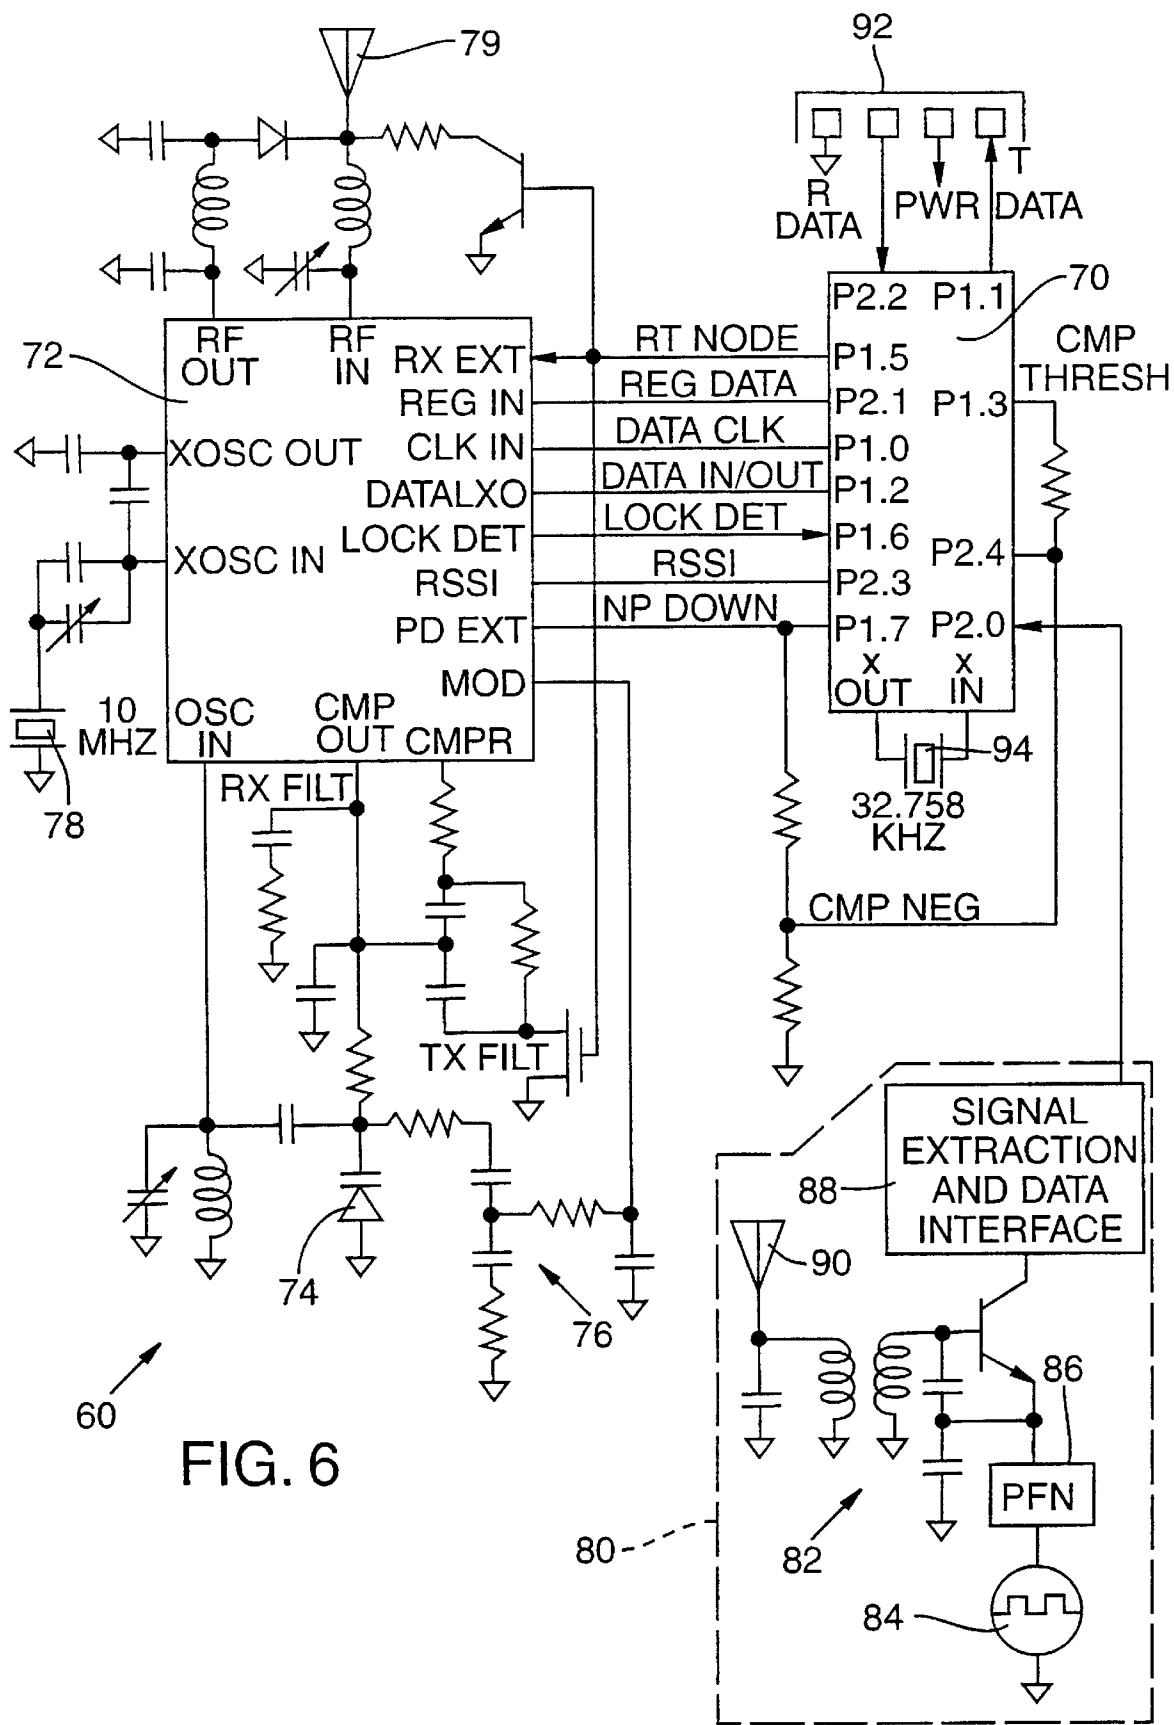 79
92
R
DATA
PWR
T
DATA
P2.2
P1.1
70
72
RF
OUT
RF
IN
RX EXT
RT NODE
P1.5
CMP
THRESH
REG IN
REG DATA
P2.1
P1.3
XOSC OUT
CLK IN
DATA CLK
P1.0
DATALXO
DATA IN/OUT
P1.2
LOCK DET
LOCK DET
P1.6
P2.4
XOSC IN
RSSI
RSSI
P2.3
PD EXT
NP DOWN
P1.7
P2.0
MOD
X
OUT
X
IN
10
MHZ
OSC
IN
CMP
OUT
CMPR
94
78
RX FILT
32.758
KHZ
CMP NEG
TX FILT
SIGNAL
EXTRACTION
AND DATA
INTERFACE
88
74
90
76
86
60
FIG. 6
PFN
80
82
84